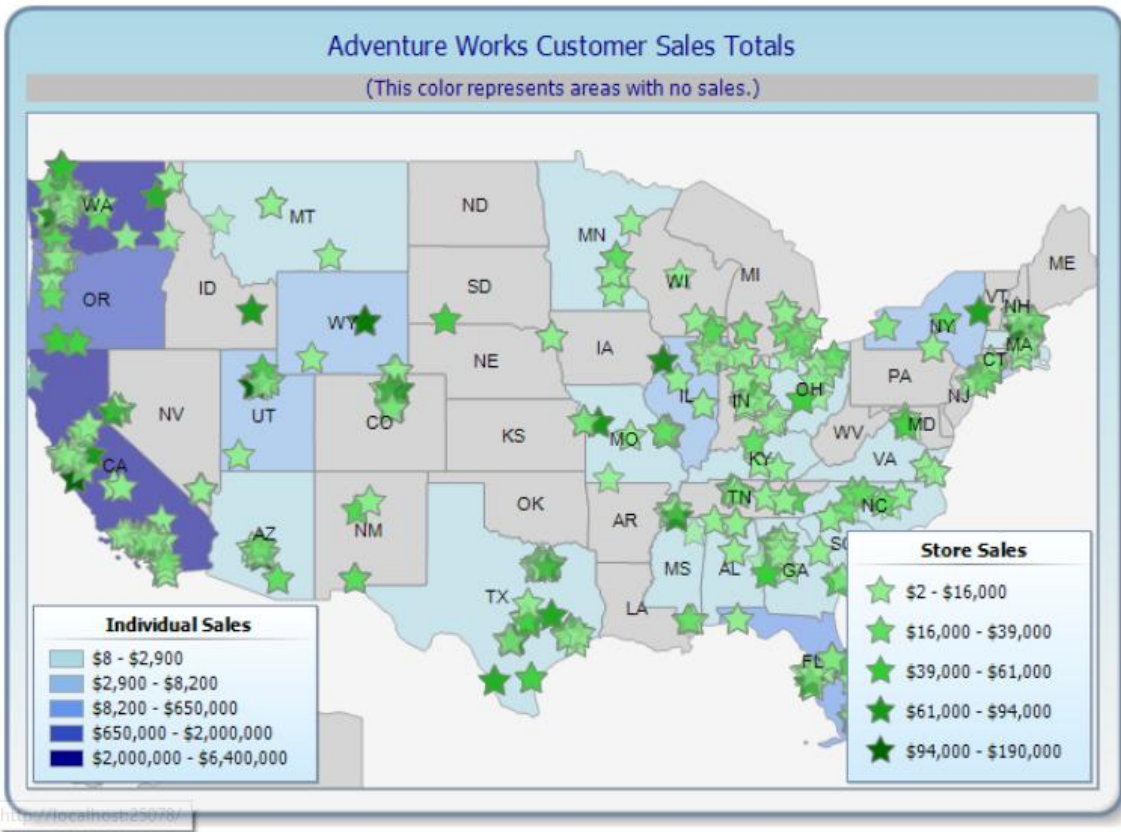 Adventure Works Customer Sales Totals
(This color represents areas with no sales.)
WA
MT
ND
MN
ME
OR
ID
SD
WI
MI
VT
NH
WY
NY
MA
NV
UT
CO
NE
IA
IL
IN
OH
PA
CT
NJ
CA
KS
MO
KY
WV
MD
VA
AZ
NM
OK
AR
TN
NC
TX
LA
MS
AL
GA
SC
FL
Individual Sales
$8 - $2,900
$2,900 - $8,200
$8,200 - $650,000
$650,000 - $2,000,000
$2,000,000 - $6,400,000
Store Sales
$2 - $16,000
$16,000 - $39,000
$39,000 - $61,000
$61,000 - $94,000
$94,000 - $190,000
http://localhost:25078/